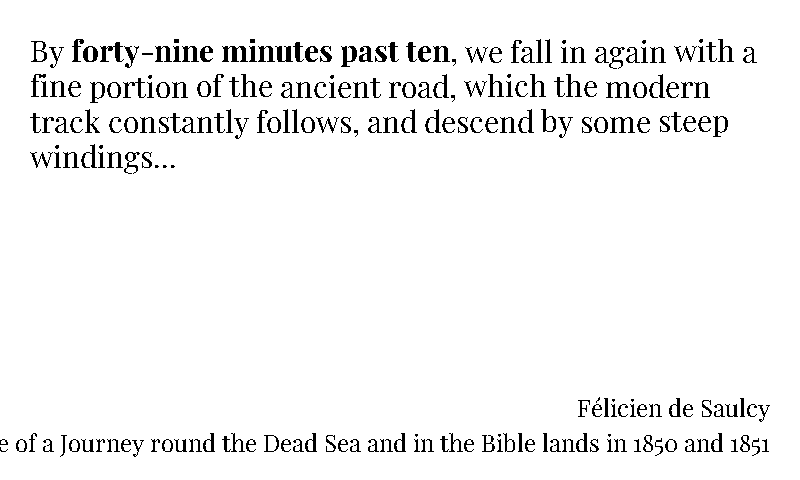 By forty-nine minutes past ten, we fall in again with a
fine portion of the ancient road, which the modern
track constantly follows, and descend by some steep
windings...
Félicien de Saulcy
of a Journey round the Dead Sea and in the Bible lands in 1850 and 1851